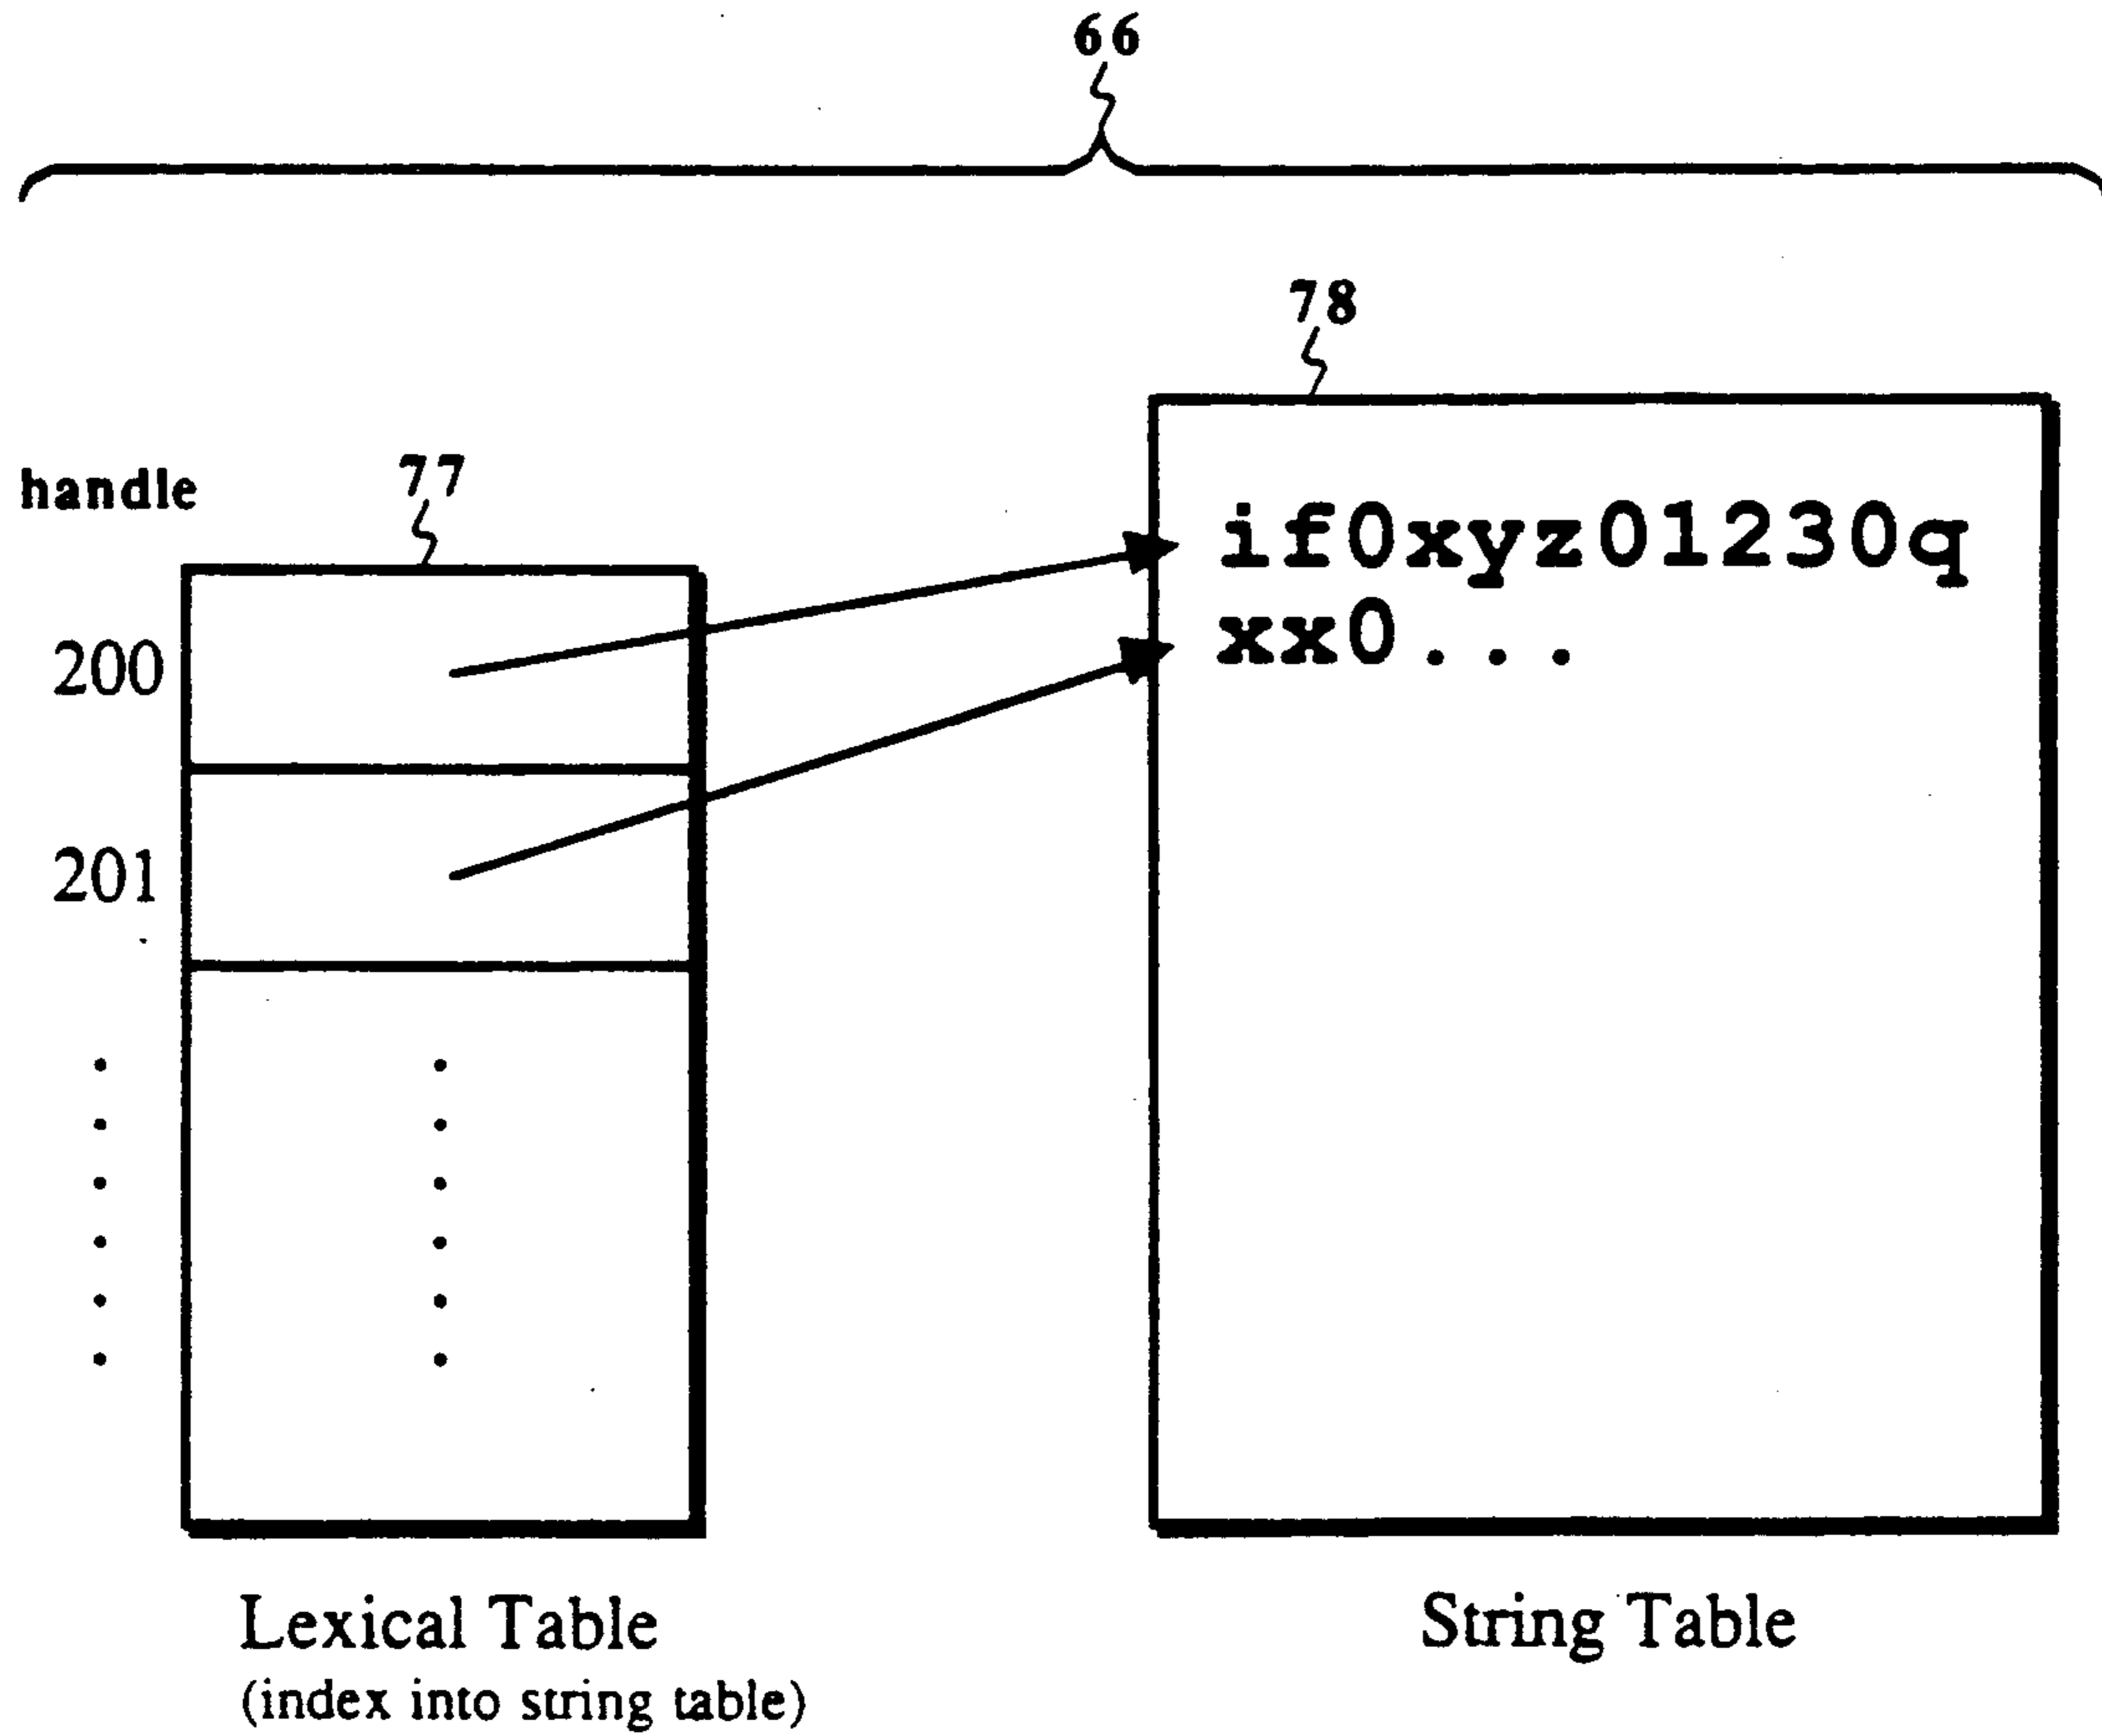 66
78
handle
77
if0xyz01230q
xx0...
200
201
Lexical Table
(index into string table)
String Table